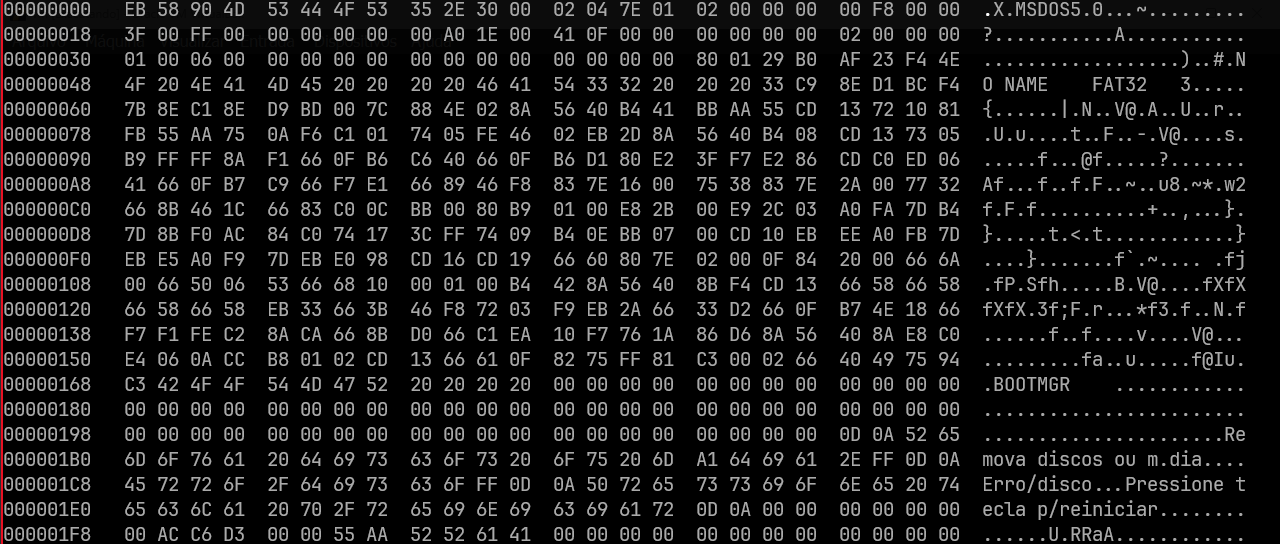 00000000 EB 58 90 4D 53 44 4F 53 35 2E 30 00 02 04 7E 01 02 00 00 00 00 F8 00 00 .X.MSDOS5.0...~.........
00000018 3F 00 FF 00 00 00 00 00 00 A0 1E 00 41 0F 00 00 00 00 00 00 02 00 00 00 ?...........A...........
00000030 01 00 06 00 00 00 00 00 00 00 00 00 00 00 00 00 80 01 29 B0 AF 23 F4 4E ..................)..#.N
00000048 4F 20 4E 41 4D 45 20 20 20 20 46 41 54 33 32 20 20 20 33 C9 8E D1 BC F4 O NAME    FAT32   3.....
00000060 7B 8E C1 8E D9 BD 00 7C 88 4E 02 8A 56 40 B4 41 BB AA 55 CD 13 72 10 81 {......|.N..V@.A..U..r..
00000078 FB 55 AA 75 0A F6 C1 01 74 05 FE 46 02 EB 2D 8A 56 40 B4 08 CD 13 73 05 .U.u....t..F..-.V@....s.
00000090 B9 FF FF 8A F1 66 0F B6 C6 40 66 0F B6 D1 80 E2 3F F7 E2 86 CD C0 ED 06 .....f...@f.....?.......
000000A8 41 66 0F B7 C9 66 F7 E1 66 89 46 F8 83 7E 16 00 75 38 83 7E 2A 00 77 32 Af...f..f.F..~..u8.~*.w2
000000C0 66 8B 46 1C 66 83 C0 0C BB 00 80 B9 01 00 E8 2B 00 E9 2C 03 A0 FA 7D B4 f.F.f..........+..,...}.
000000D8 7D 8B F0 AC 84 C0 74 17 3C FF 74 09 B4 0E BB 07 00 CD 10 EB EE A0 FB 7D }.....t.<.t............}
000000F0 EB E5 A0 F9 7D EB E0 98 CD 16 CD 19 66 60 80 7E 02 00 0F 84 20 00 66 6A ....}.......f`.~.... .fj
00000108 00 66 50 06 53 66 68 10 00 01 00 B4 42 8A 56 40 8B F4 CD 13 66 58 66 58 .fP.Sfh.....B.V@....fXfX
00000120 66 58 66 58 EB 33 66 3B 46 F8 72 03 F9 EB 2A 66 33 D2 66 0F B7 4E 18 66 fXfX.3f;F.r...*f3.f..N.f
00000138 F7 F1 FE C2 8A CA 66 8B D0 66 C1 EA 10 F7 76 1A 86 D6 8A 56 40 8A E8 C0 ......f..f....v....V@...
00000150 E4 06 0A CC B8 01 02 CD 13 66 61 0F 82 75 FF 81 C3 00 02 66 40 49 75 94 .........fa..u.....f@Iu.
00000168 C3 42 4F 4F 54 4D 47 52 20 20 20 20 00 00 00 00 00 00 00 00 00 00 00 00 .BOOTMGR    ............
00000180 00 00 00 00 00 00 00 00 00 00 00 00 00 00 00 00 00 00 00 00 00 00 00 00 ........................
00000198 00 00 00 00 00 00 00 00 00 00 00 00 00 00 00 00 00 00 00 00 0D 0A 52 65 ......................Re
000001B0 6D 6F 76 61 20 64 69 73 63 6F 73 20 6F 75 20 6D A1 64 69 61 2E FF 0D 0A mova discos ou m.dia....
000001C8 45 72 72 6F 2F 64 69 73 63 6F FF 0D 0A 50 72 65 73 73 69 6F 6E 65 20 74 Erro/disco...Pressione t
000001E0 65 63 6C 61 20 70 2F 72 65 69 6E 69 63 69 61 72 0D 0A 00 00 00 00 00 00 ecla p/reiniciar........
000001F8 00 AC C6 D3 00 00 55 AA 52 52 61 41 00 00 00 00 00 00 00 00 00 00 00 00 ......U.RRaA............